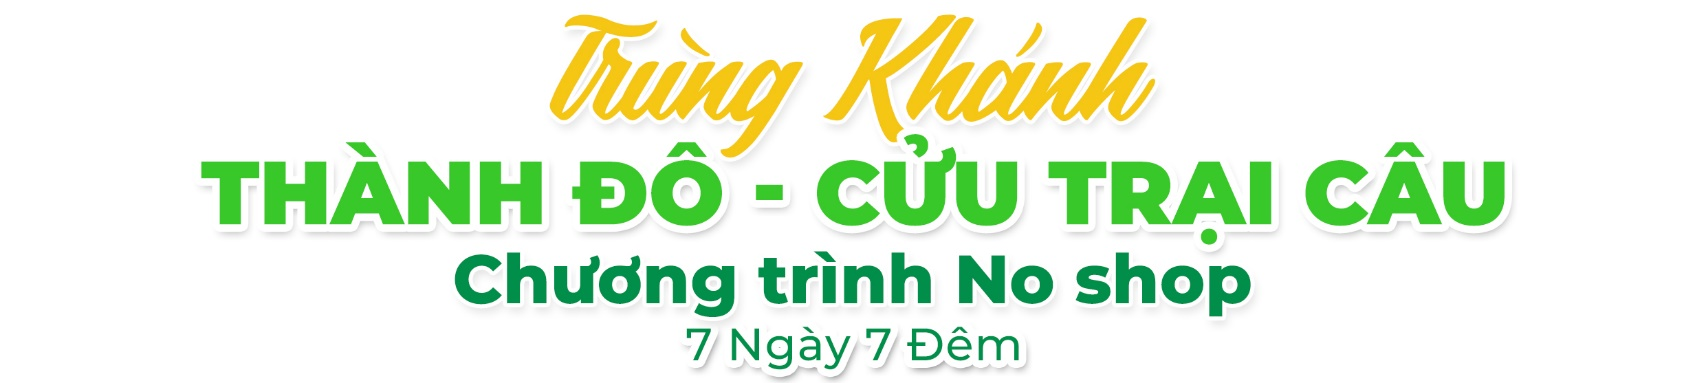 Trùng Khánh
THÀNH ĐÔ - CỬU TRẠI CÂU
Chương trình No shop
7 Ngày 7 Đêm